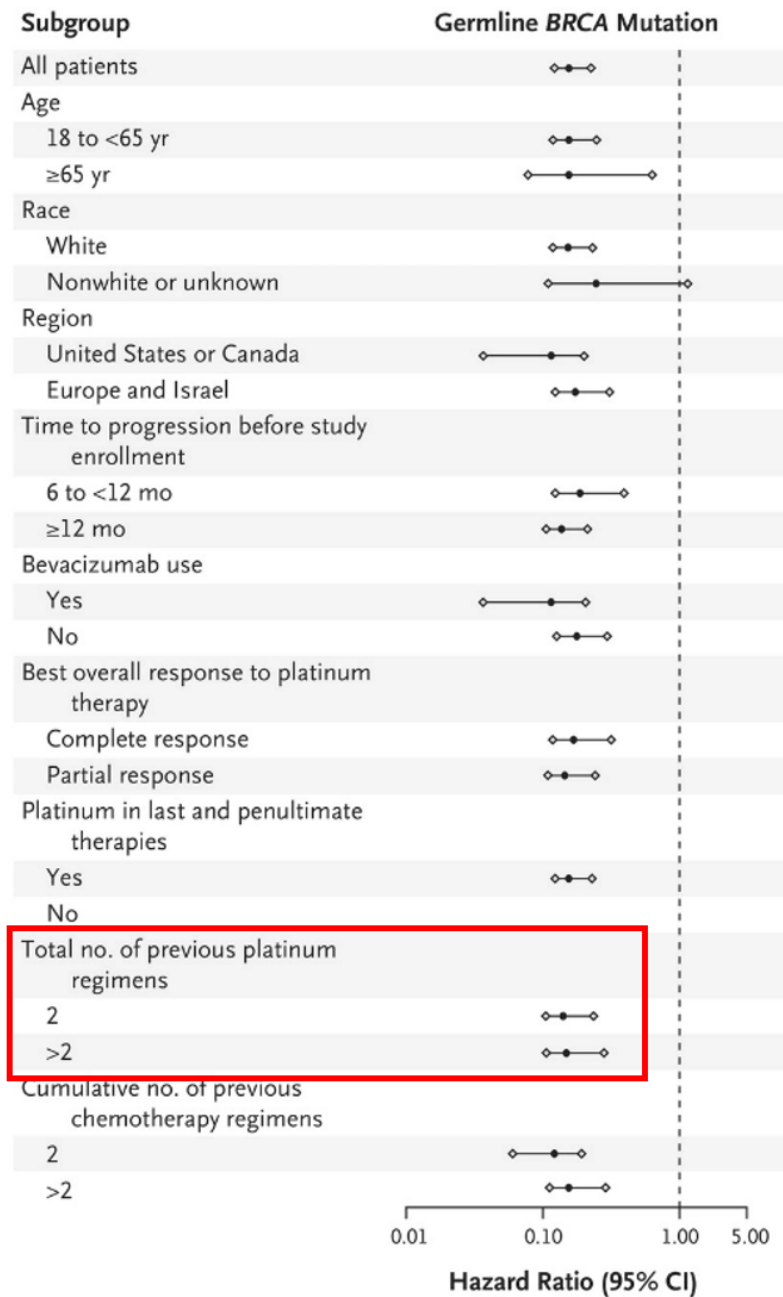 Subgroup Germline BRCA Mutation
All patients
Age
18 to <65 yr
≥65 yr
Race
White
Nonwhite or unknown
Region
United States or Canada
Europe and Israel
Time to progression before study
enrollment
6 to <12 mo
≥12 mo
Bevacizumab use
Yes
No
Best overall response to platinum
therapy
Complete response
Partial response
Platinum in last and penultimate
therapies
Yes
No
Total no. of previous platinum
regimens
2
>2
Cumulative no. of previous
chemotherapy regimens
2
>2
0.01 0.10 1.00 5.00
Hazard Ratio (95% CI)